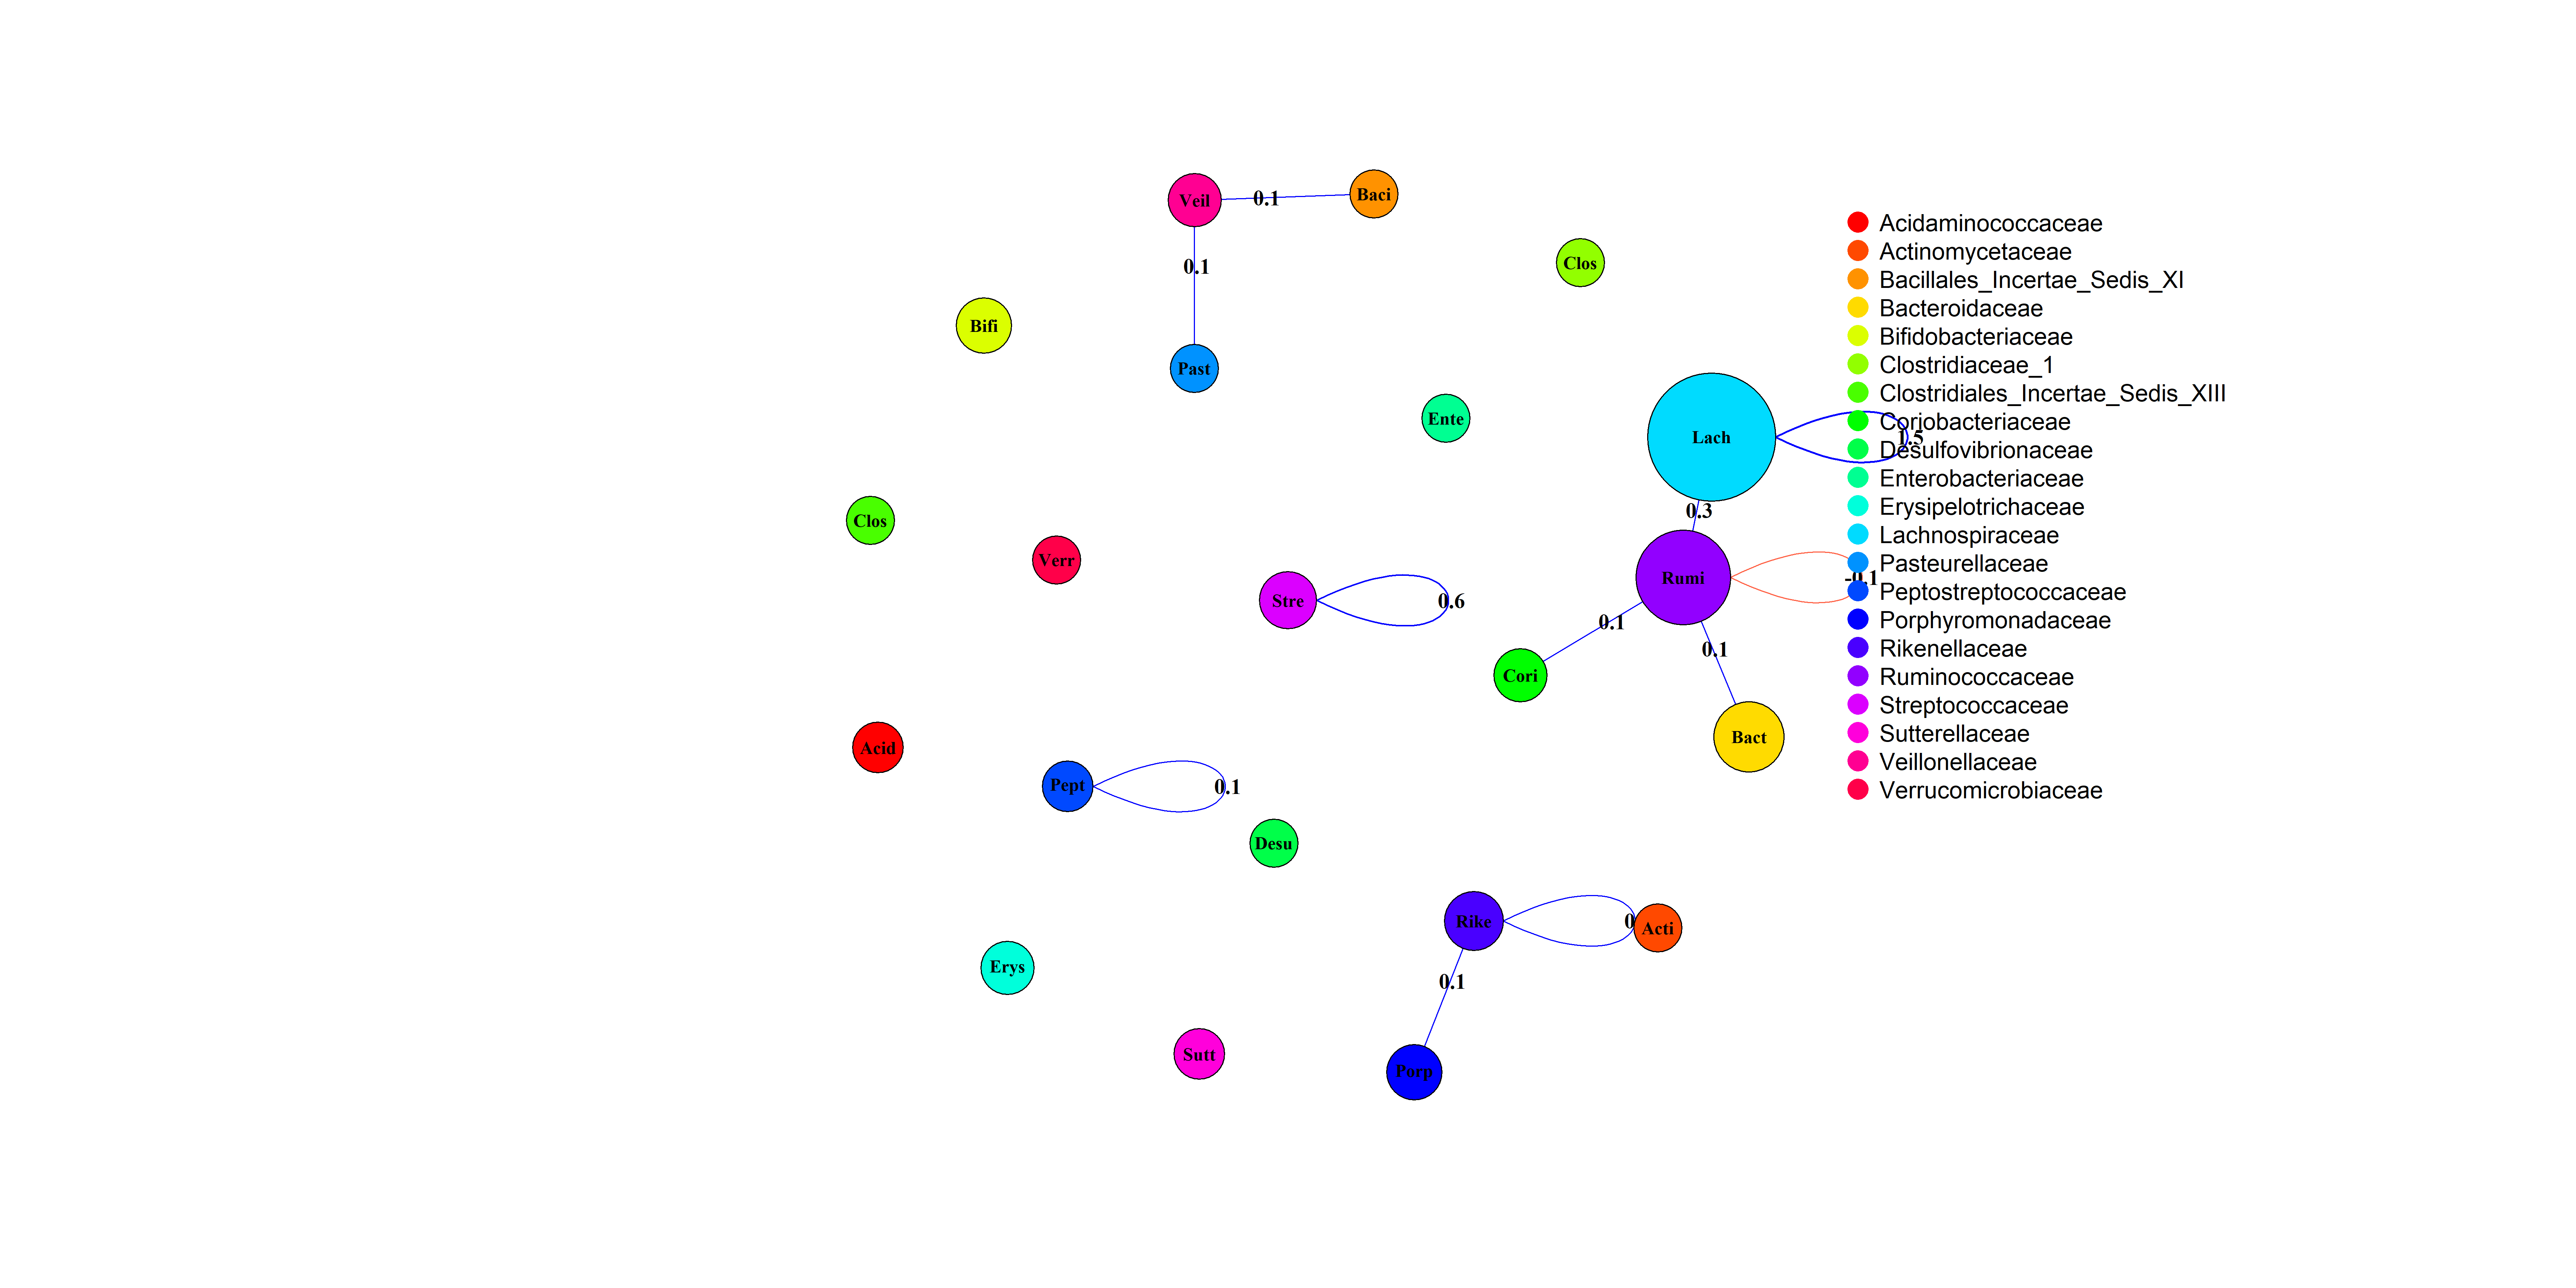 Veil
0.1
Baci
0.1
Clos
Bifi
Past
Ente
Lach
1.5
0.3
Clos
Verr
Rumi
-0.1
Stre
0.6
0.1
0.1
Cori
Bact
Acid
Pept
0.1
Desu
Rike
0
Acti
Erys
0.1
Sutt
Porp
Acidaminococcaceae
Actinomycetaceae
Bacillales_Incertae_Sedis_XI
Bacteroidaceae
Bifidobacteriaceae
Clostridiaceae_1
Clostridiales_Incertae_Sedis_XIII
Coriobacteriaceae
Desulfovibrionaceae
Enterobacteriaceae
Erysipelotrichaceae
Lachnospiraceae
Pasteurellaceae
Peptostreptococcaceae
Porphyromonadaceae
Rikenellaceae
Ruminococcaceae
Streptococcaceae
Sutterellaceae
Veillonellaceae
Verrucomicrobiaceae